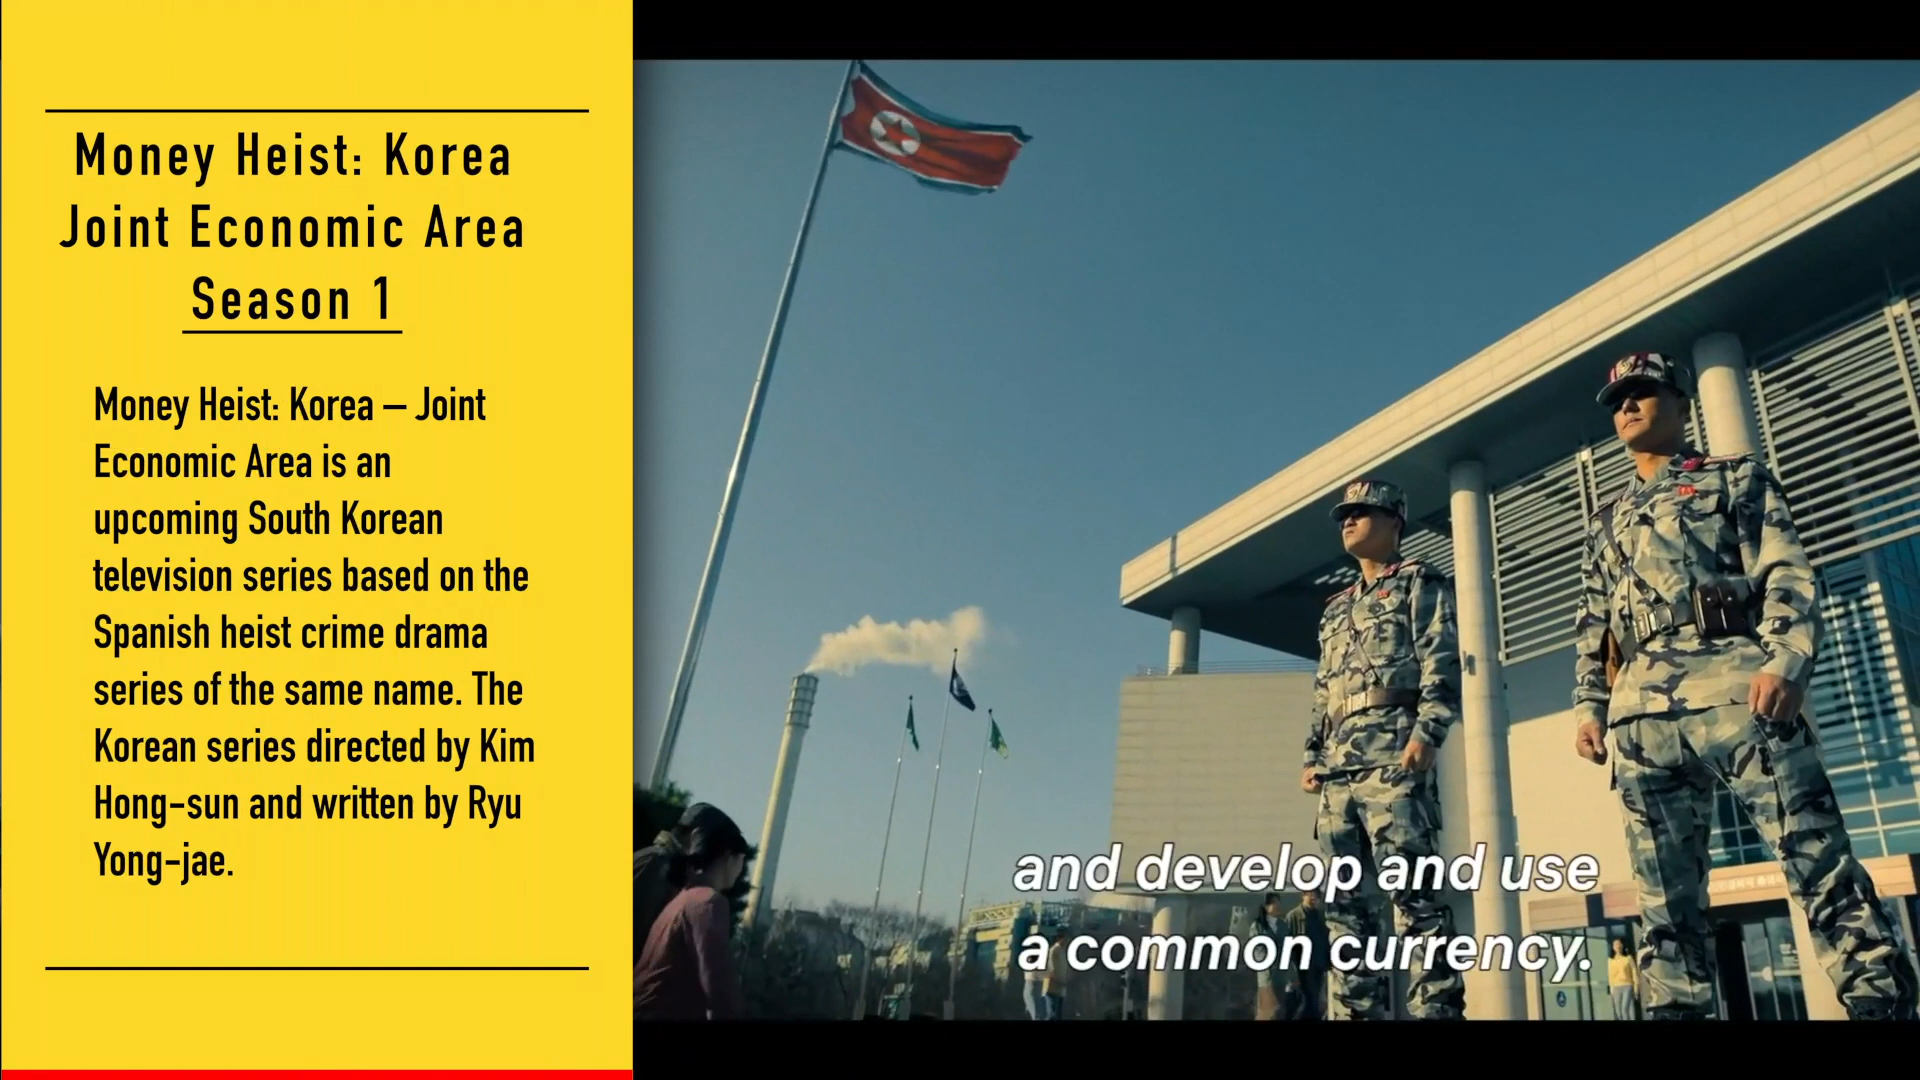 Money Heist: Korea
Joint Economic Area
Season 1
Money Heist: Korea – Joint
Economic Area is an
upcoming South Korean
television series based on the
Spanish heist crime drama
series of the same name. The
Korean series directed by Kim
Hong-sun and written by Ryu
Yong-jae.
and develop and use
a common currency.